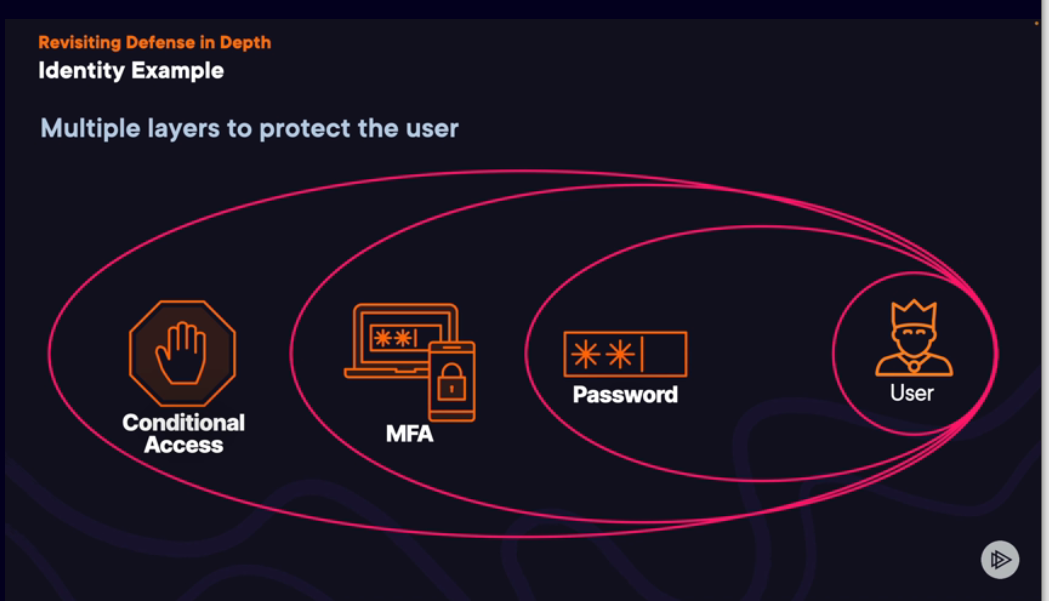 Revisiting Defense in Depth
Identity Example
Multiple layers to protect the user
Conditional
Access
**|
MFA
**|
Password
User